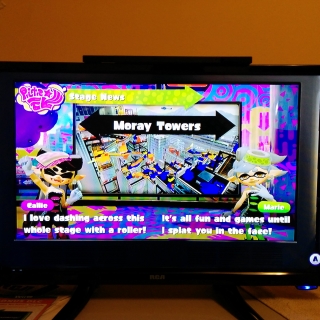 Stage News
Moray Towers
Callie
Marie
I love dashing across this
whole stage with a roller!
It's all fun and games until
I splat you in the face!
RCA
A